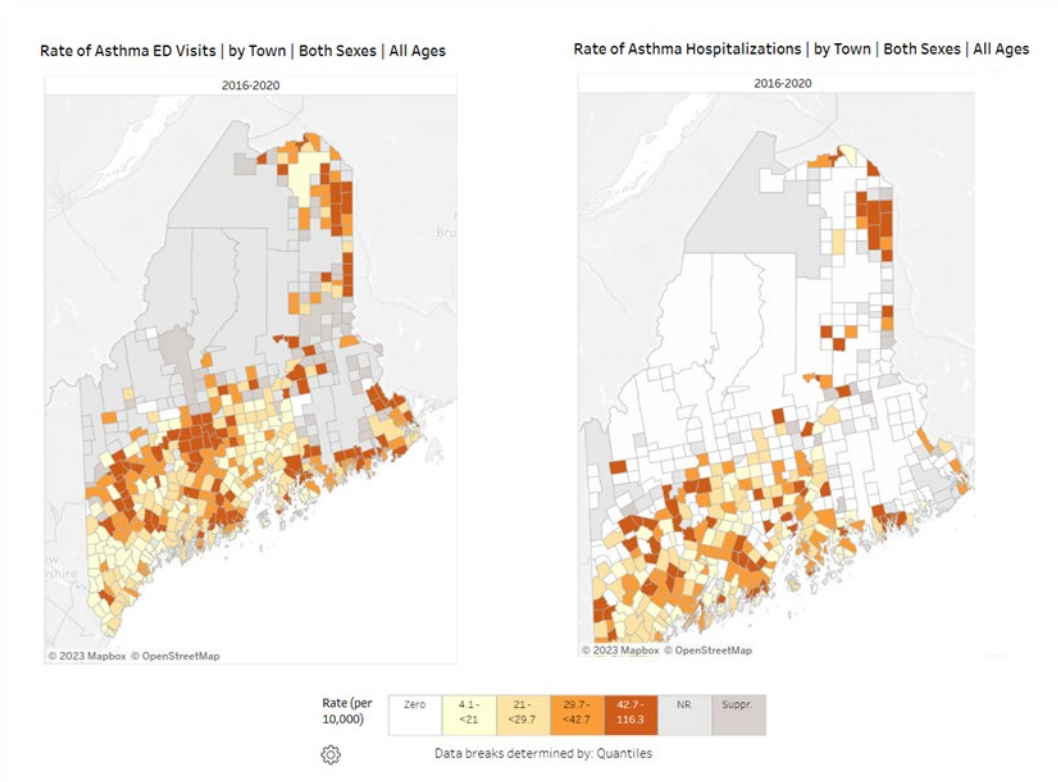 Rate of Asthma ED Visits | by Town | Both Sexes | All Ages
2016-2020
Bru
shire
© 2023 Mapbox © OpenStreetMap
Rate of Asthma Hospitalizations | by Town | Both Sexes | All Ages
2016-2020
© 2023 Mapbox © OpenStreetMap
Rate (per
10,000)
Zero
4.1 -
<21
21 -
<29.7
29.7 -
<42.7
42.7 -
116.3
NR
Suppr.
Data breaks determined by: Quantiles